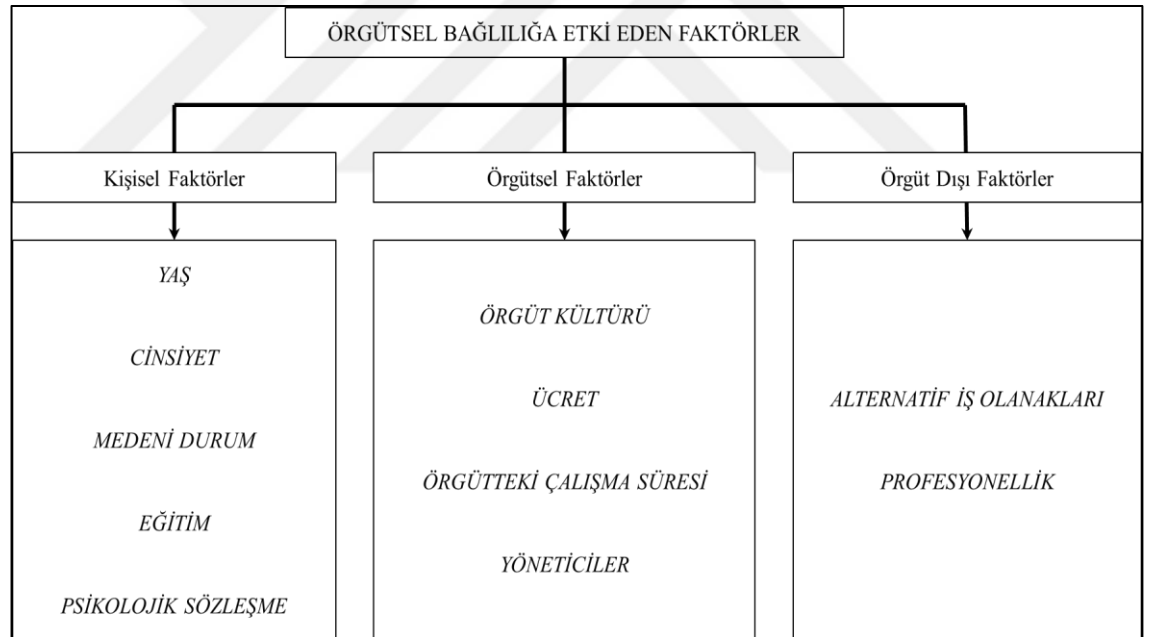 ÖRGÜTSEL BAĞLILIĞA ETKİ EDEN FAKTÖRLER
Kişisel Faktörler
Örgütsel Faktörler
Örgüt Dışı Faktörler
YAŞ
CİNSİYET
MEDENİ DURUM
EĞİTİM
PSİKOLOJİK SÖZLEŞME
ÖRGÜT KÜLTÜRÜ
ÜCRET
ÖRGÜTTEKİ ÇALIŞMA SÜRESİ
YÖNETİCİLER
ALTERNATİF İŞ OLANAKLARI
PROFESYONELLİK